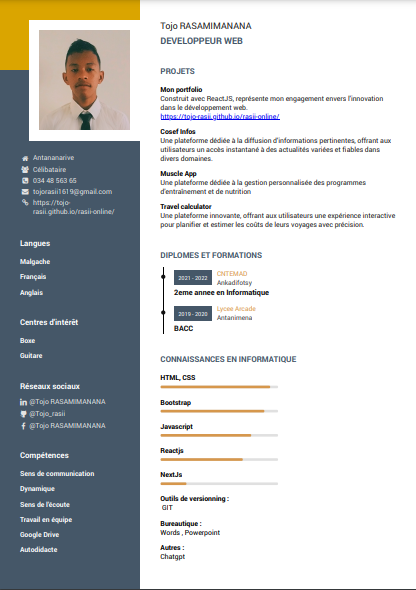 Antananarive
Célibataire
034 48 563 65
tojorasii1619@gmail.com
https://tojo-
rasii.github.io/rasii-online/
Langues
Malgache
Français
Anglais
Centres d'intérêt
Boxe
Guitare
Réseaux sociaux
@Tojo RASAMIMANANA
@Tojo_rasii
@Tojo RASAMIMANANA
Compétences
Sens de communication
Dynamique
Sens de l'écoute
Travail en équipe
Google Drive
Autodidacte
Tojo RASAMIMANANA
DEVELOPPEUR WEB
PROJETS
Mon portfolio
Construit avec ReactJS, représente mon engagement envers l'innovation
dans le développement web.
https://tojo-rasii.github.io/rasii-online/
Cosef Infos
Une plateforme dédiée à la diffusion d'informations pertinentes, offrant aux
utilisateurs un accès instantané à des actualités variées et fiables dans
divers domaines.
Muscle App
Une plateforme dédiée à la gestion personnalisée des programmes
d'entraînement et de nutrition
Travel calculator
Une plateforme innovante, offrant aux utilisateurs une expérience interactive
pour planifier et estimer les coûts de leurs voyages avec précision.
DIPLOMES ET FORMATIONS
2021 - 2022
CNTEMAD
Ankadifotsy
2eme annee en Informatique
2019 - 2020
Lycee Arcade
Antanimena
BACC
CONNAISSANCES EN INFORMATIQUE
HTML, CSS
Bootstrap
Javascript
Reactjs
NextJs
Outils de versionning :
GIT
Bureautique :
Words , Powerpoint
Autres :
Chatgpt